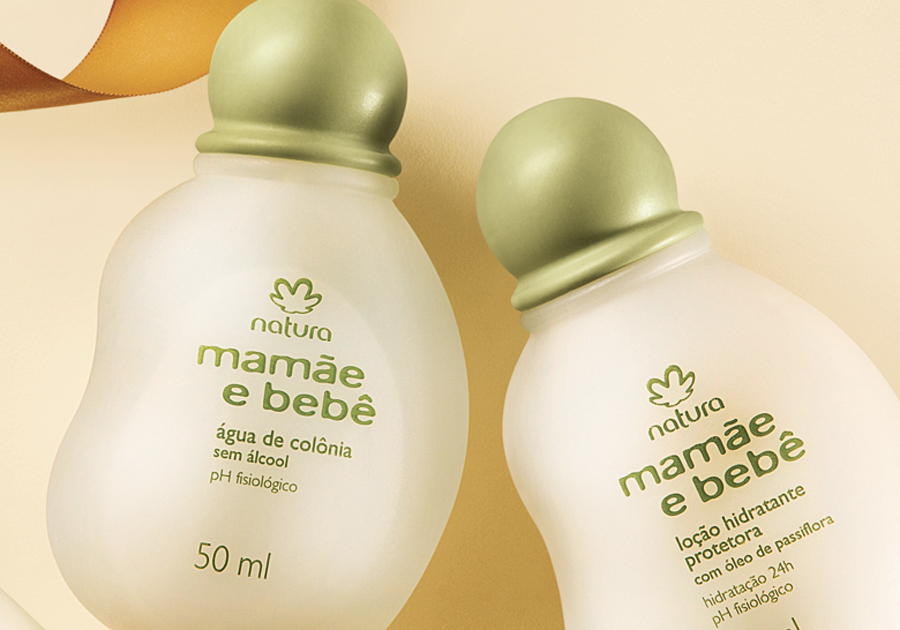 natura
mamãe
e bebê
água de colônia
sem álcool
pH fisiológico
50 ml
natura
mamãe
e bebê
loção hidratante
protetora
com óleo de passiflora
hidratação 24h
pH fisiológico
ml